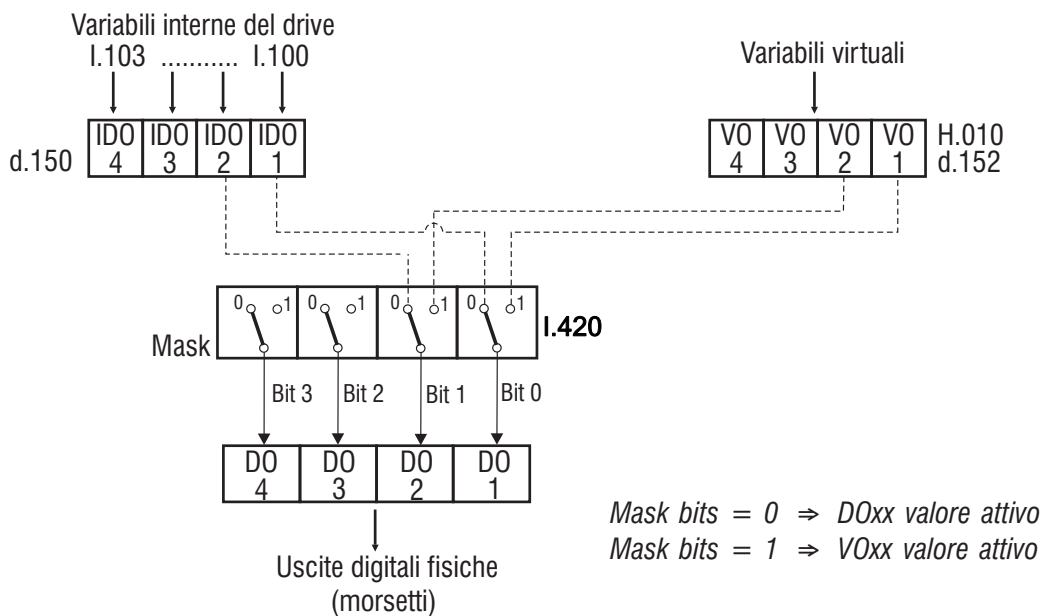 Variabili interne del drive
I.103 ........... I.100
Variabili virtuali
d.150
IDO 4 IDO 3 IDO 2 IDO 1
VO 4 VO 3 VO 2 VO 1
H.010
d.152
0 1 0 1 0 1 0 1
I.420
Mask
Bit 3 Bit 2 Bit 1 Bit 0
DO 4 DO 3 DO 2 DO 1
Mask bits = 0 ⇒ DOxx valore attivo
Mask bits = 1 ⇒ VOxx valore attivo
Uscite digitali fisiche
(morsetti)